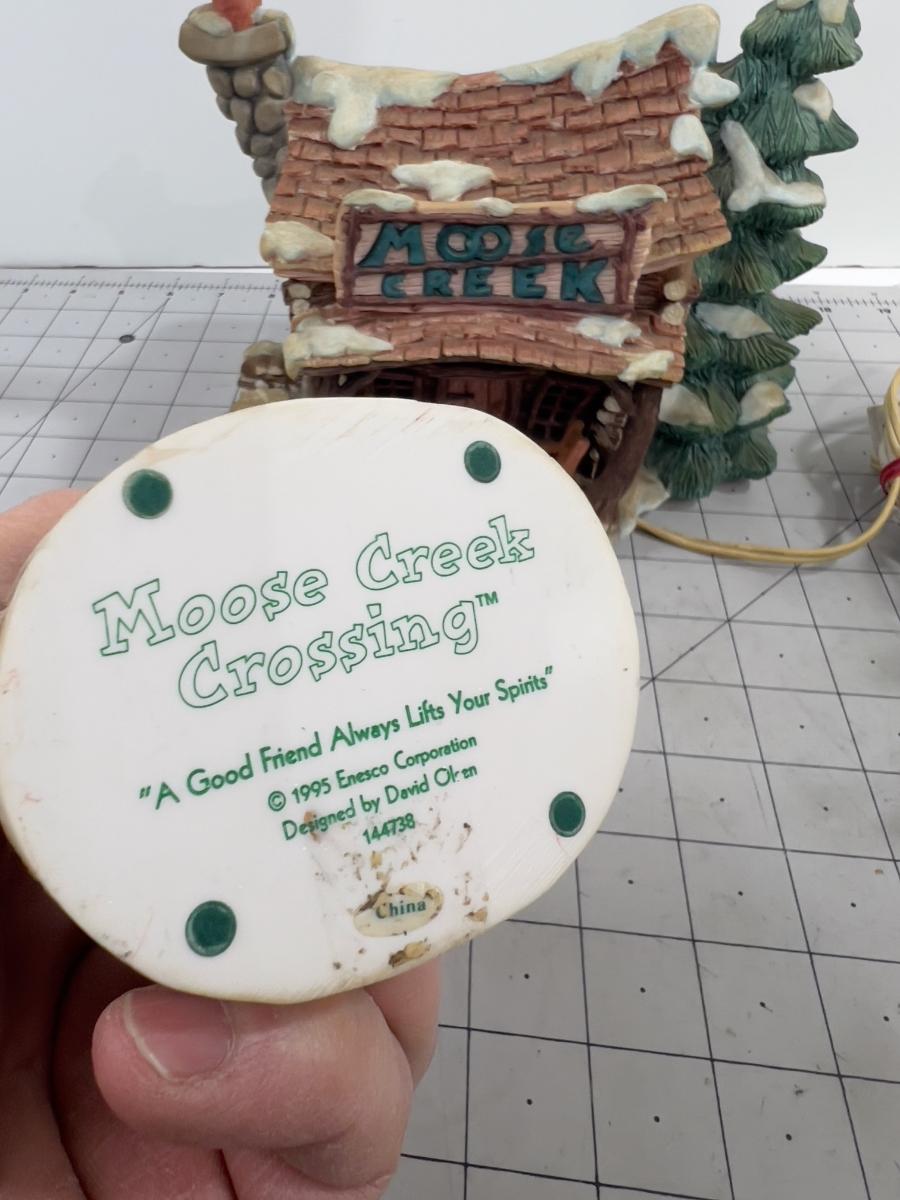 MOOSE
CREEK
Moose Creek
Crossing™
"A Good Friend Always Lifts Your Spirits"
© 1995 Enesco Corporation
Designed by David Olsen
144738
China